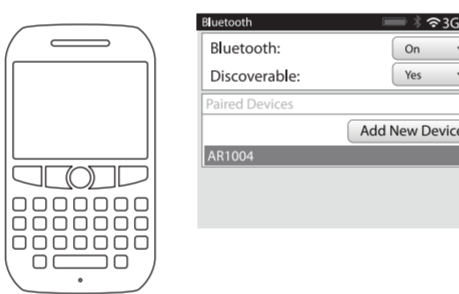 Bluetooth 3G
Bluetooth: On
Discoverable: Yes
Paired Devices
Add New Device
AR1004